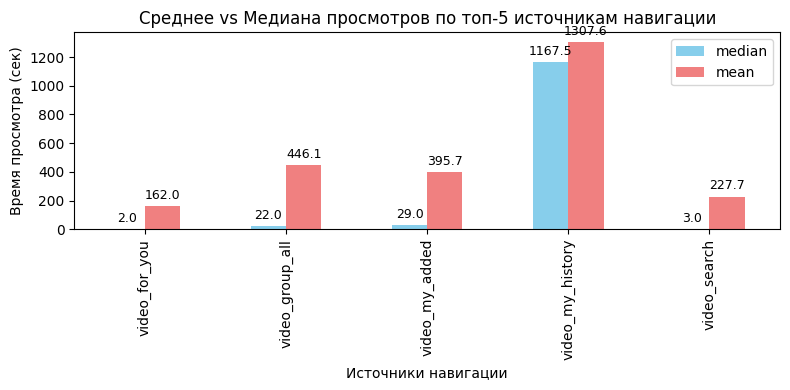 Среднее vs Медиана просмотров по топ-5 источникам навигации
Время просмотра (сек)
1200
1000
800
600
400
200
0
2.0
162.0
22.0
446.1
29.0
395.7
1167.5
1307.6
3.0
227.7
median
mean
video_for_you
video_group_all
video_my_added
video_my_history
video_search
Источники навигации